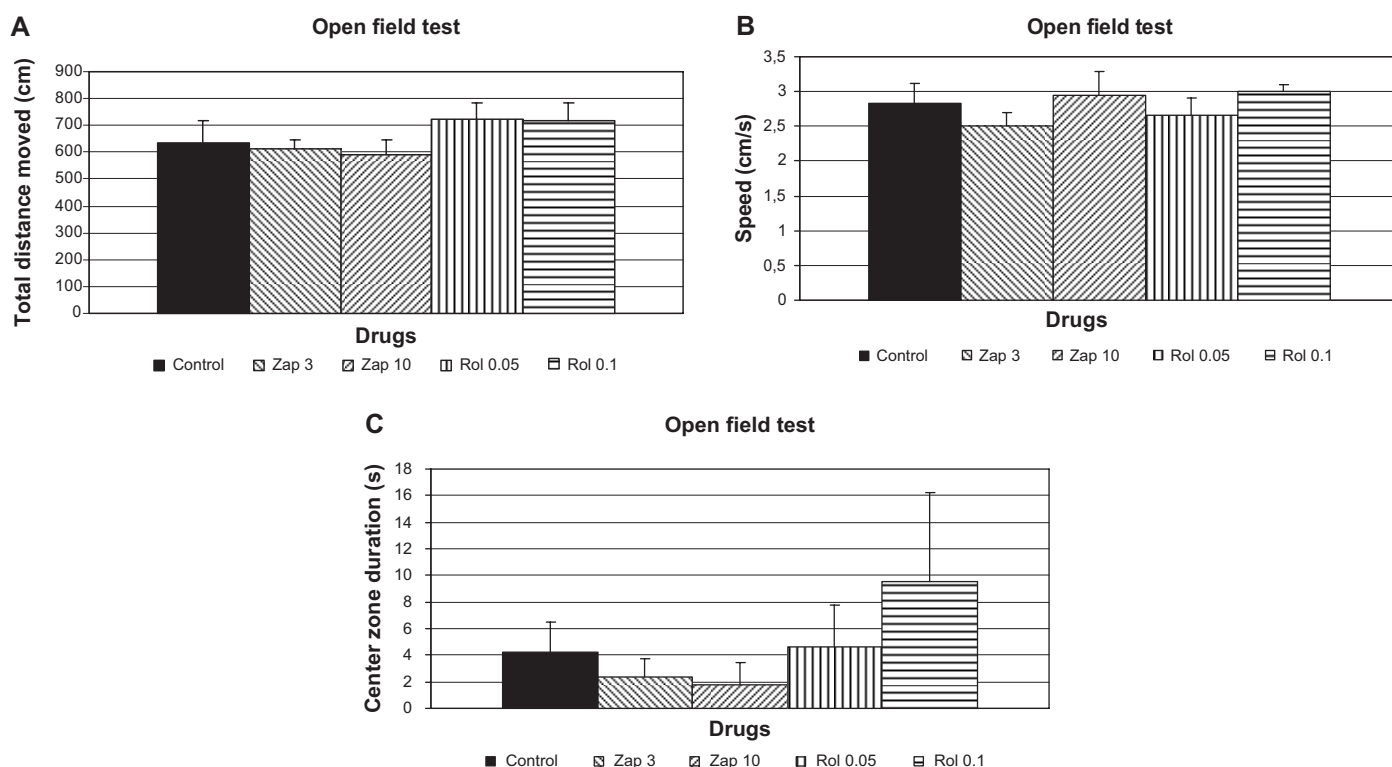 A
Open field test
Total distance moved (cm)
900
800
700
600
500
400
300
200
100
0
Drugs
Control Zap 3 Zap 10 Rol 0.05 Rol 0.1
B
Open field test
Speed (cm/s)
3,5
3
2,5
2
1,5
1
0,5
0
Drugs
Control Zap 3 Zap 10 Rol 0.05 Rol 0.1
C
Open field test
Center zone duration (s)
18
16
14
12
10
8
6
4
2
0
Drugs
Control Zap 3 Zap 10 Rol 0.05 Rol 0.1